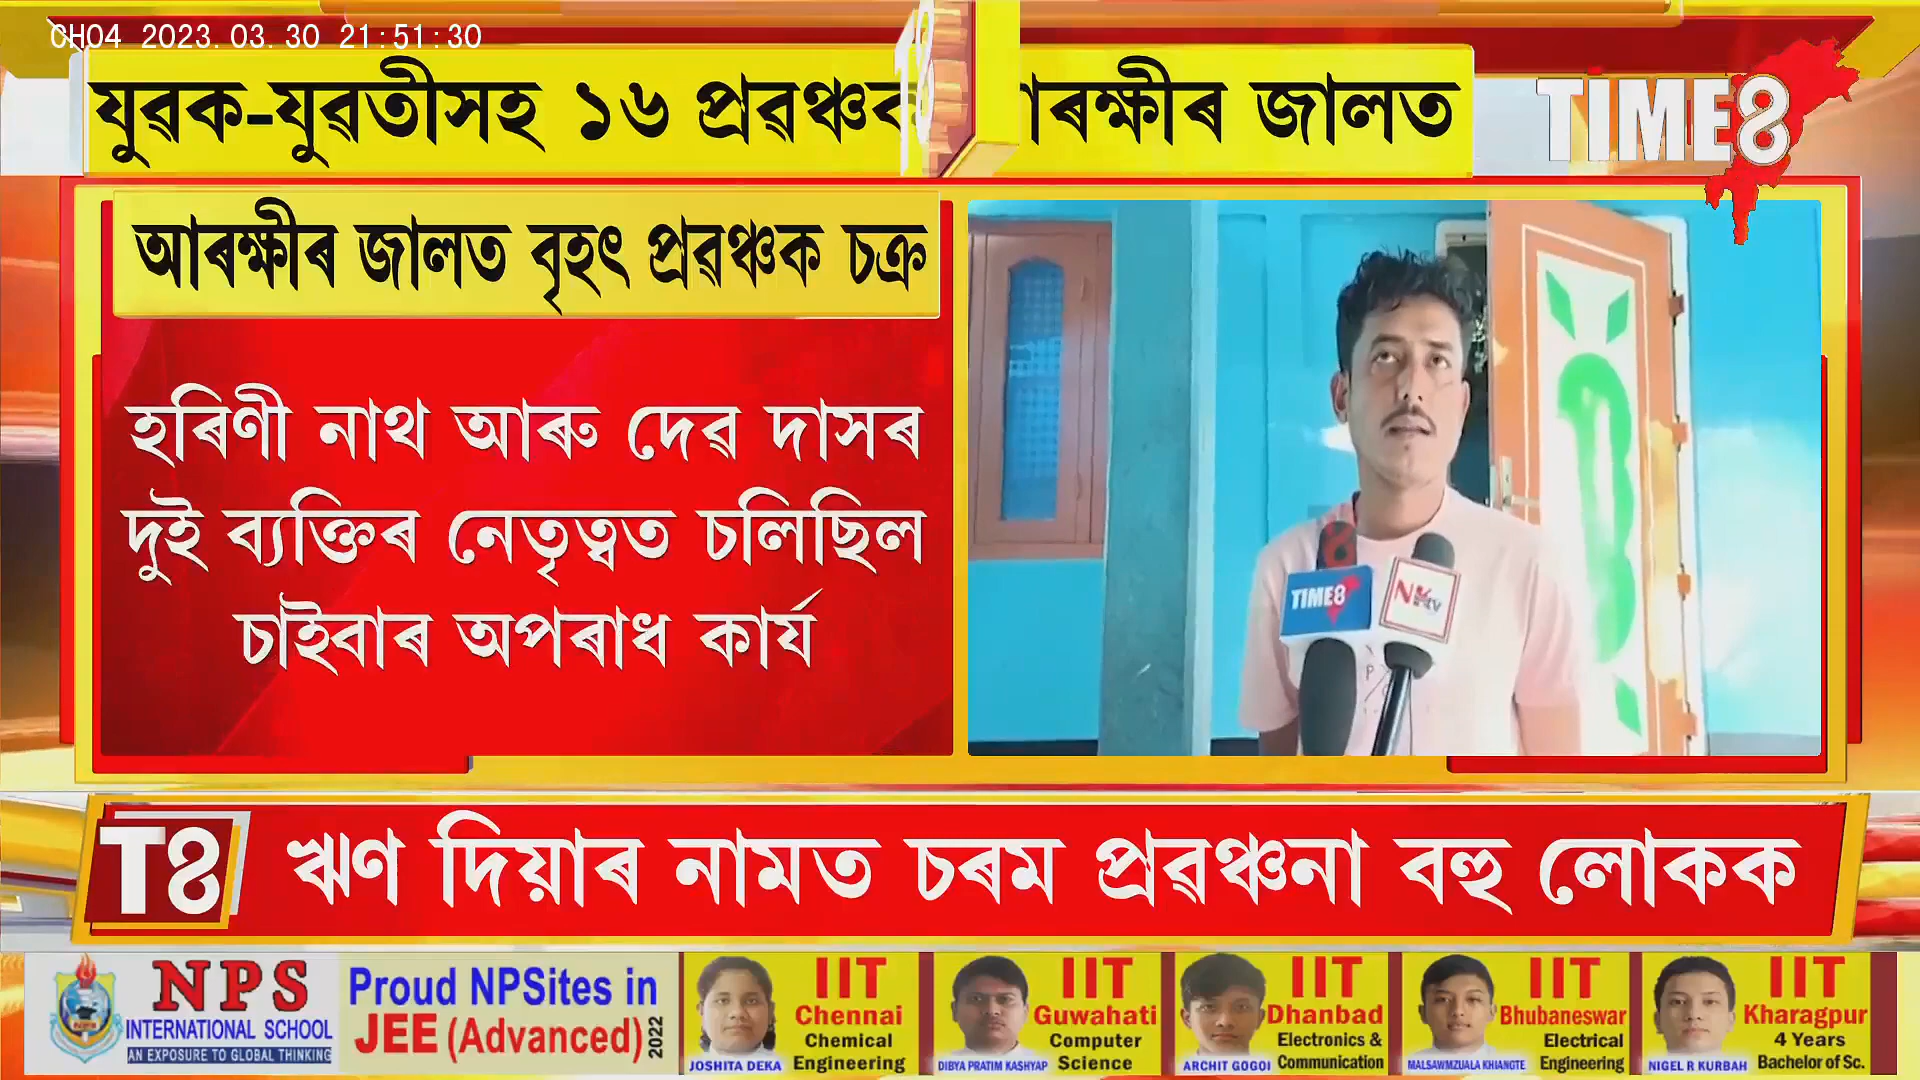 CH04 2023.03.30 21:51:30
যুৱক-যুৱতীসহ ১৬ প্ৰৱঞ্চক আৰক্ষীৰ জালত
TIME8
আৰক্ষীৰ জালত বৃহৎ প্ৰৱঞ্চক চক্ৰ
হৰিণী নাথ আৰু দেৱ দাসৰ
দুই ব্যক্তিৰ নেতৃত্বত চলিছিল
চাইবাৰ অপৰাধ কাৰ্য
TIME8
NKTV
T8 ঋণ দিয়াৰ নামত চৰম প্ৰৱঞ্চনা বহু লোকক
NPS
INTERNATIONAL SCHOOL
AN EXPOSURE TO GLOBAL THINKING
Proud NPSites in
JEE (Advanced) 2022
JOSHITA DEKA
IIT
Chennai
Chemical
Engineering
DIBYA PRATIM KASHYAP
IIT
Guwahati
Computer
Science
ARCHIT GOGOI
IIT
Dhanbad
Electronics &
Communication
MALSAWMZUALA KHIANGTE
IIT
Bhubaneswar
Electrical
Engineering
NIGEL R KURBAH
IIT
Kharagpur
4 Years
Bachelor of Sc.